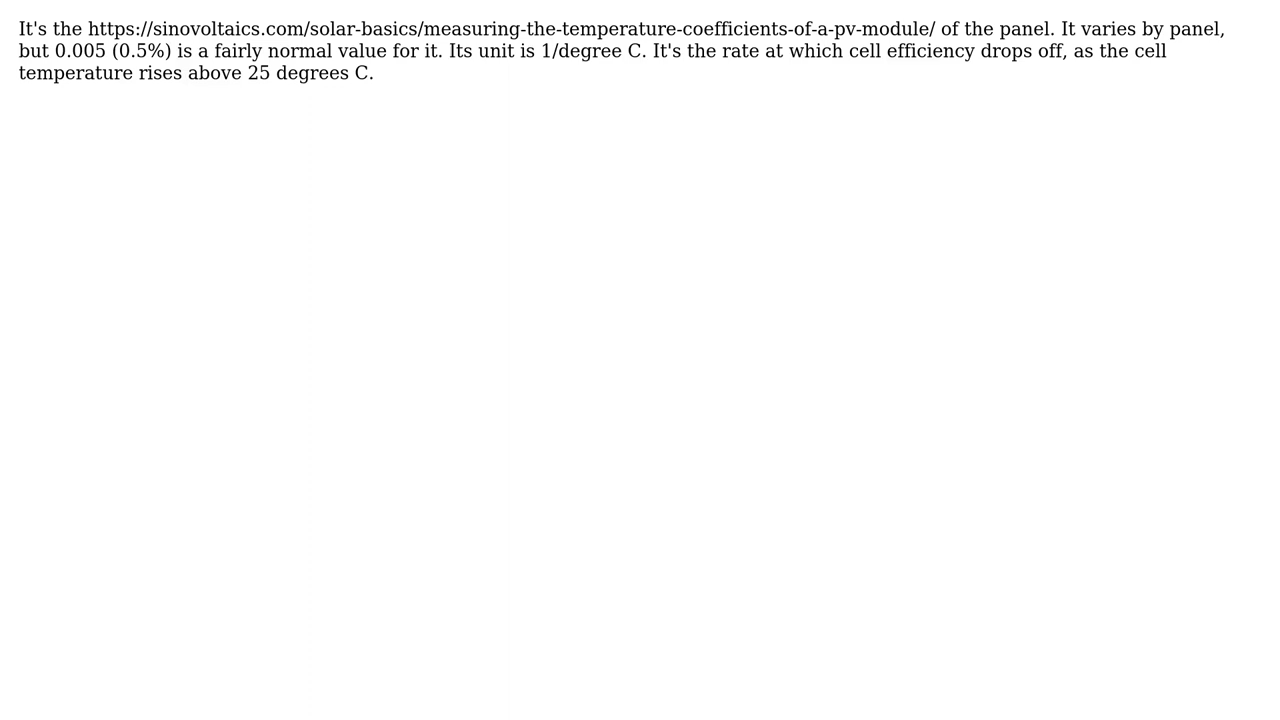 It's the https://sinovoltaics.com/solar-basics/measuring-the-temperature-coefficients-of-a-pv-module/ of the panel. It varies by panel,
but 0.005 (0.5%) is a fairly normal value for it. Its unit is 1/degree C. It's the rate at which cell efficiency drops off, as the cell
temperature rises above 25 degrees C.